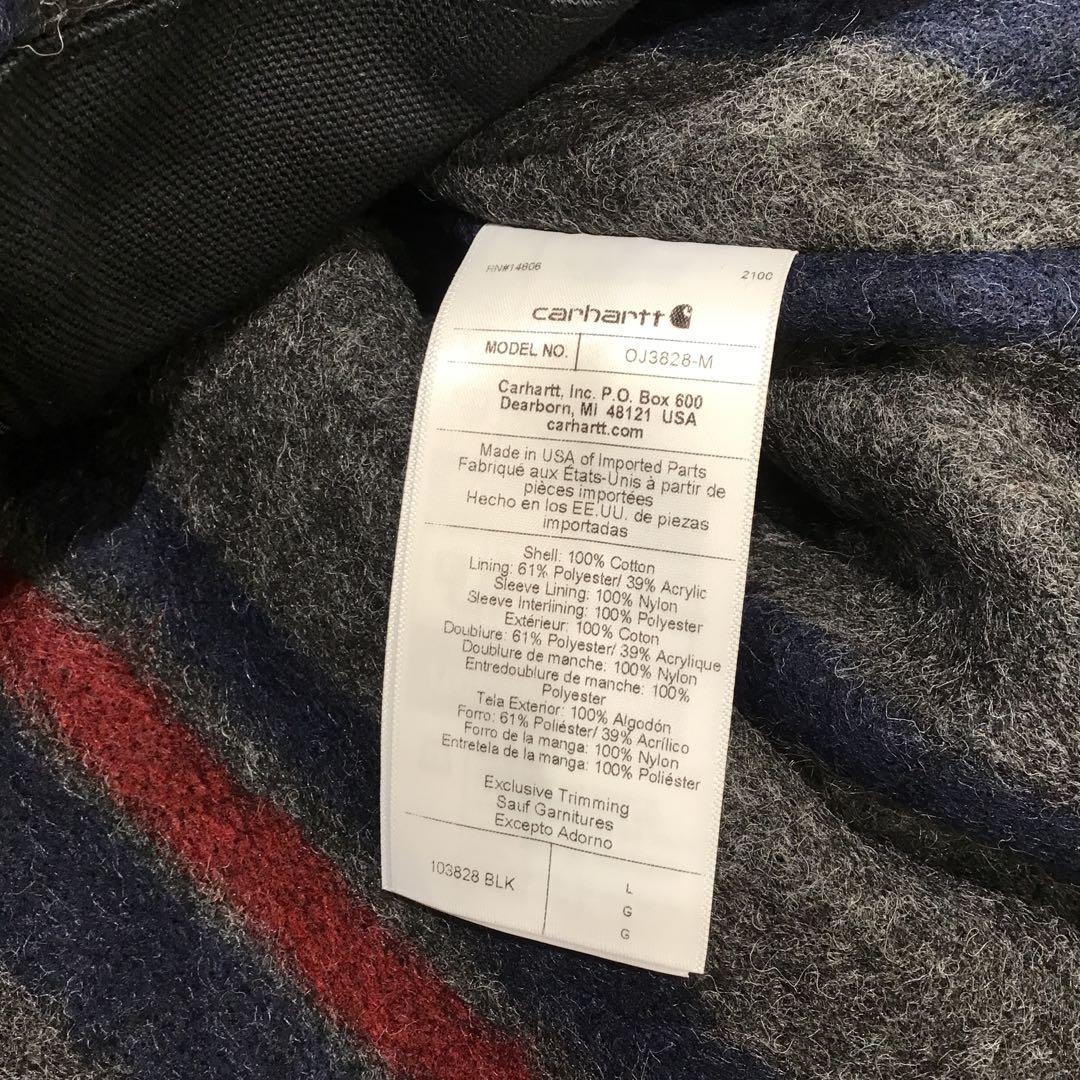 RN#14806 2100
carhartt
MODEL NO. OJ3828-M
Carhartt, Inc. P.O. Box 600
Dearborn, MI 48121 USA
carhartt.com
Made in USA of Imported Parts
Fabriqué aux États-Unis à partir de
pièces importées
Hecho en los EE.UU. de piezas
importadas
Shell: 100% Cotton
Lining: 61% Polyester/ 39% Acrylic
Sleeve Lining: 100% Nylon
Sleeve Interlining: 100% Polyester
Extérieur: 100% Coton
Doublure: 61% Polyester/ 39% Acrylique
Doublure de manche: 100% Nylon
Entredoublure de manche: 100%
Polyester
Tela Exterior: 100% Algodón
Forro: 61% Poliéster/ 39% Acrílico
Forro de la manga: 100% Nylon
Entretela de la manga: 100% Poliéster
Exclusive Trimming
Sauf Garnitures
Excepto Adorno
103828 BLK
L
G
G